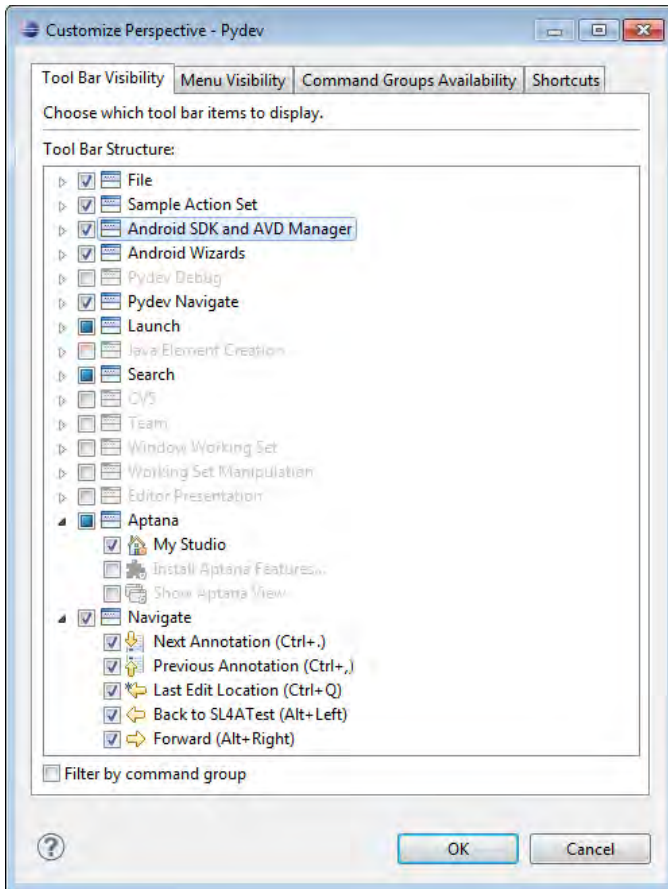 Customize Perspective - Pydev
Tool Bar Visibility Menu Visibility Command Groups Availability Shortcuts
Choose which tool bar items to display.
Tool Bar Structure:
File
Sample Action Set
Android SDK and AVD Manager
Android Wizards
Pydev Debug
Pydev Navigate
Launch
Java Element Creation
Search
CVS
Team
Window Working Set
Working Set Manipulation
Editor Presentation
Aptana
My Studio
Install Aptana Features...
Show Aptana View
Navigate
Next Annotation (Ctrl+.)
Previous Annotation (Ctrl+,)
Last Edit Location (Ctrl+Q)
Back to SL4ATest (Alt+Left)
Forward (Alt+Right)
Filter by command group
?
OK Cancel